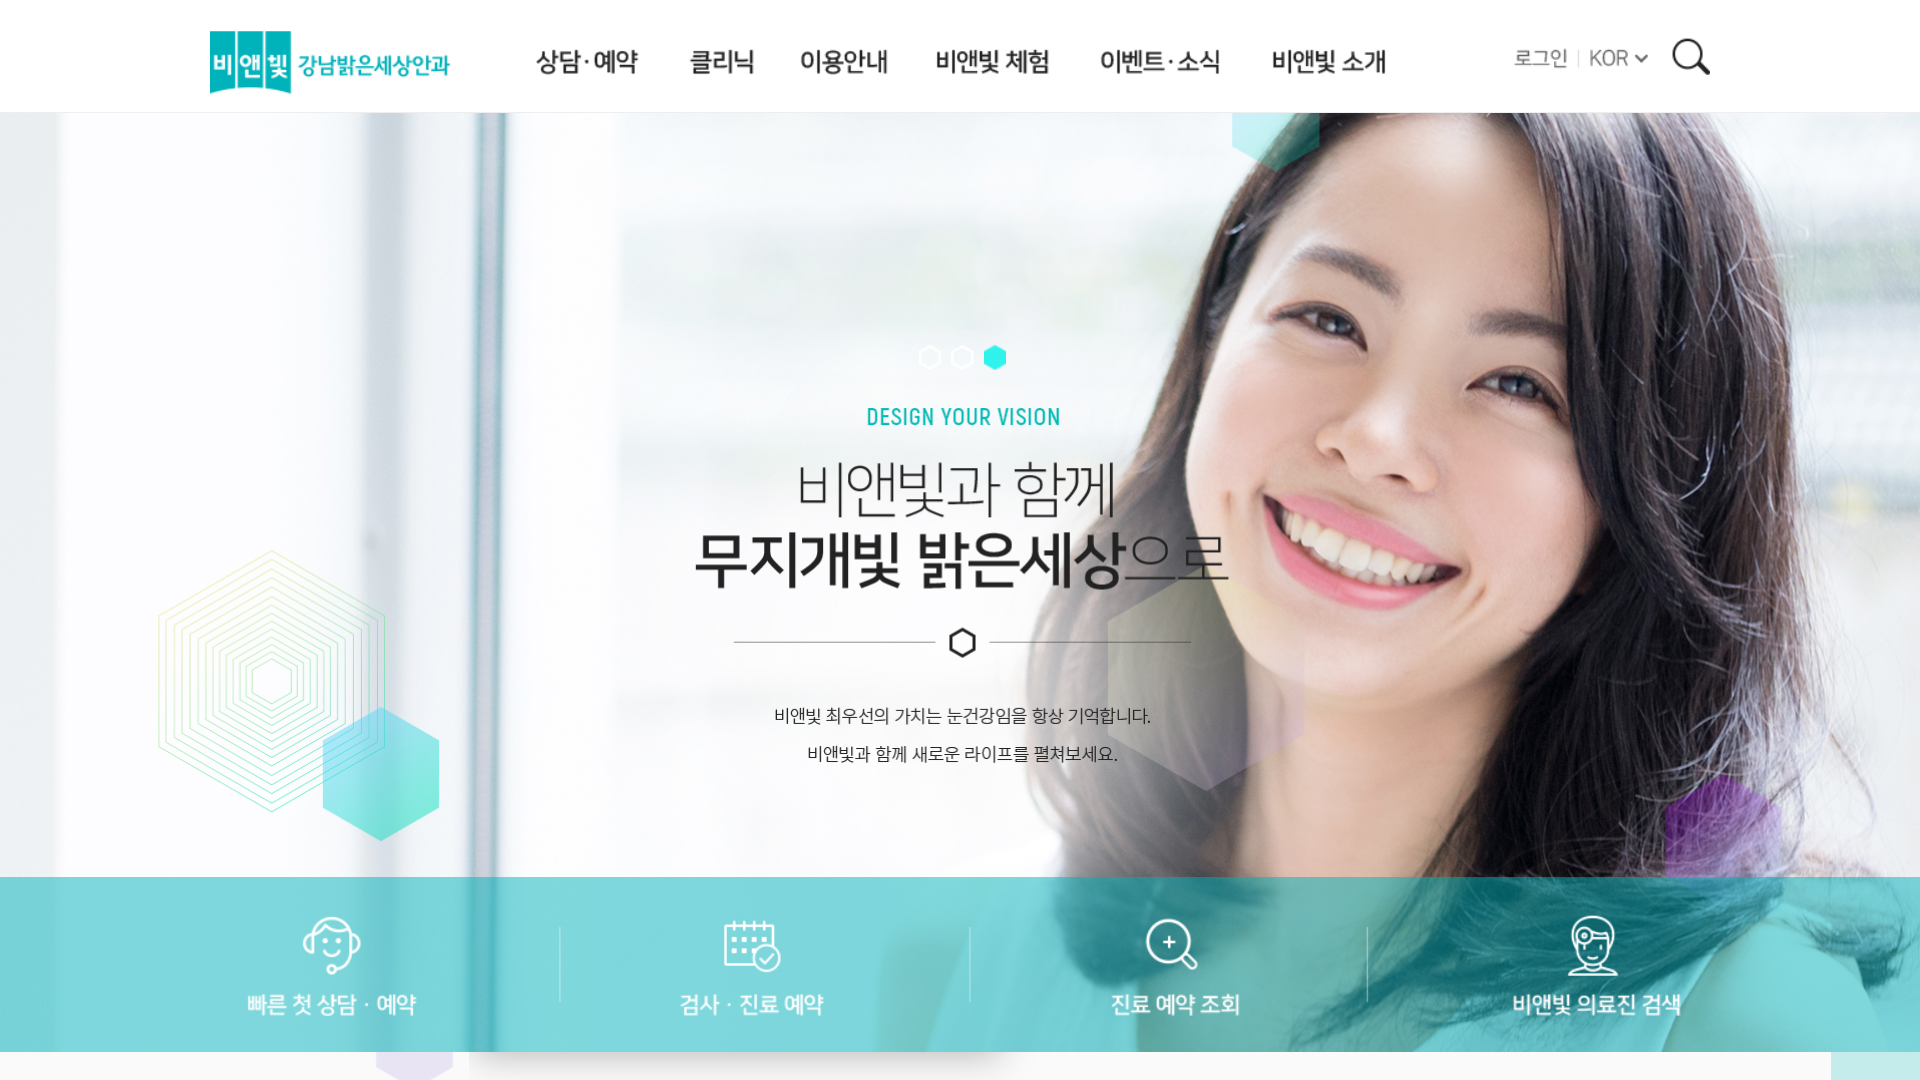 비앤빛 강남밝은세상안과
상담·예약 클리닉 이용안내 비앤빛 체험 이벤트·소식 비앤빛 소개
로그인 KOR
DESIGN YOUR VISION
비앤빛과 함께
무지개빛 밝은세상으로
비앤빛 최우선의 가치는 눈건강임을 항상 기억합니다.
비앤빛과 함께 새로운 라이프를 펼쳐보세요.
빠른 첫 상담 · 예약 검사 · 진료 예약 진료 예약 조회 비앤빛 의료진 검색